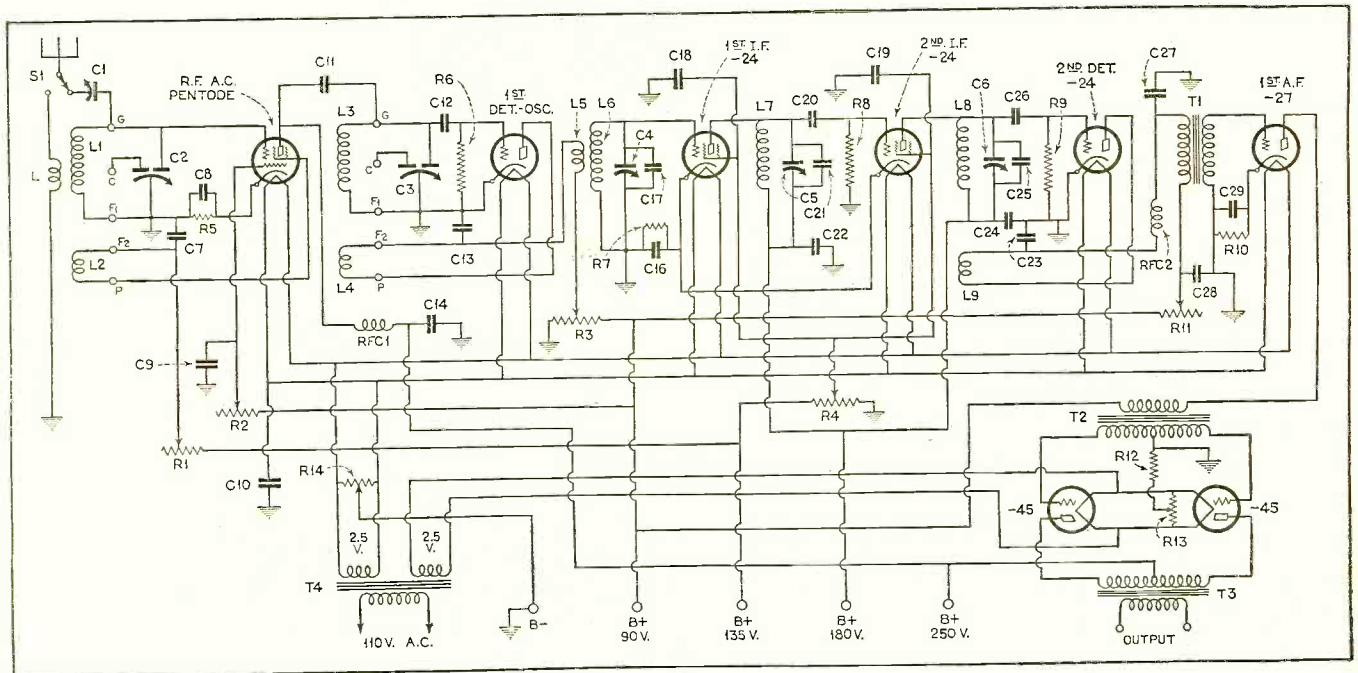 S1
C1
R.F. A.C.
PENTODE
C11
R6
1ST
DET.-OSC.
C18
1ST. I.F.
-24
C19
2ND. I.F.
-24
2ND. DET.
-24
C27
1ST A.F.
-27
L
L1
G
C2
C
C8
F1
R5
C7
F2
L2
P
L3
G
C12
C
C3
F1
F2
C13
L4
P
L5
L6
C4
C17
R7
C16
L7
C20
R8
C5
C21
C22
L8
C6
C26
R9
C25
C24
C23
L9
RFC2
T1
C29
R10
C28
R11
C9
RFC1
C14
R3
R2
R4
R1
C10
R14
2.5
V.
2.5
V.
T4
110 V. A.C.
B-
B+
90 V.
B+
135 V.
B+
180 V.
B+
250 V.
T2
R12
-45
-45
R13
T3
OUTPUT